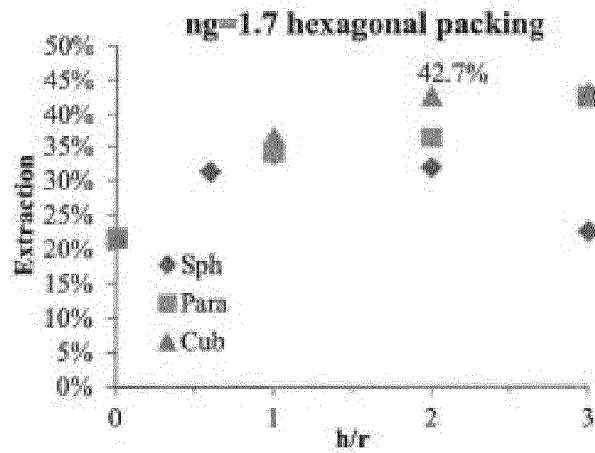 ng=1.7 hexagonal packing
50%
45%
40%
35%
30%
25%
20%
15%
10%
5%
0%
Extraction
42.7%
Sph
Para
Cub
0 1 2 3
h/r